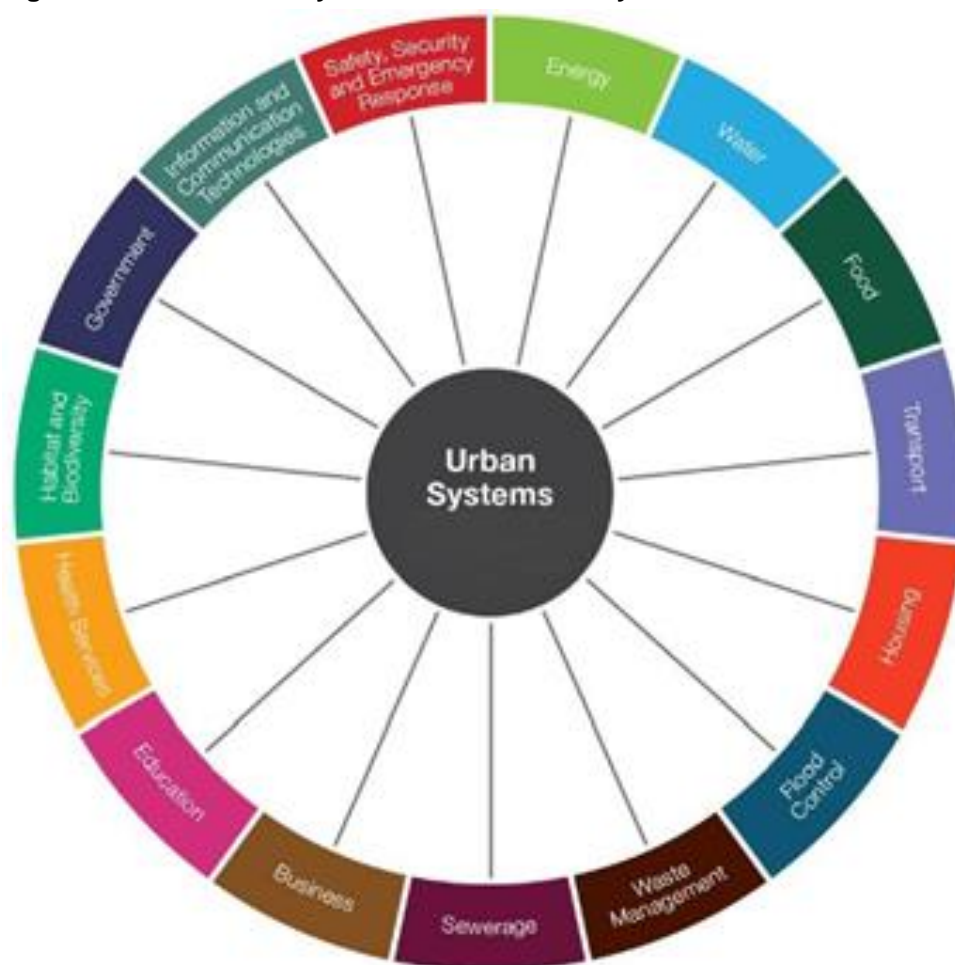 Urban
Systems
Energy
Water
Food
Transport
Housing
Flood
Control
Waste
Management
Sewerage
Business
Education
Health Services
Habitat and
Biodiversity
Government
Information and
Communication
Technologies
Safety, Security
and Emergency
Response